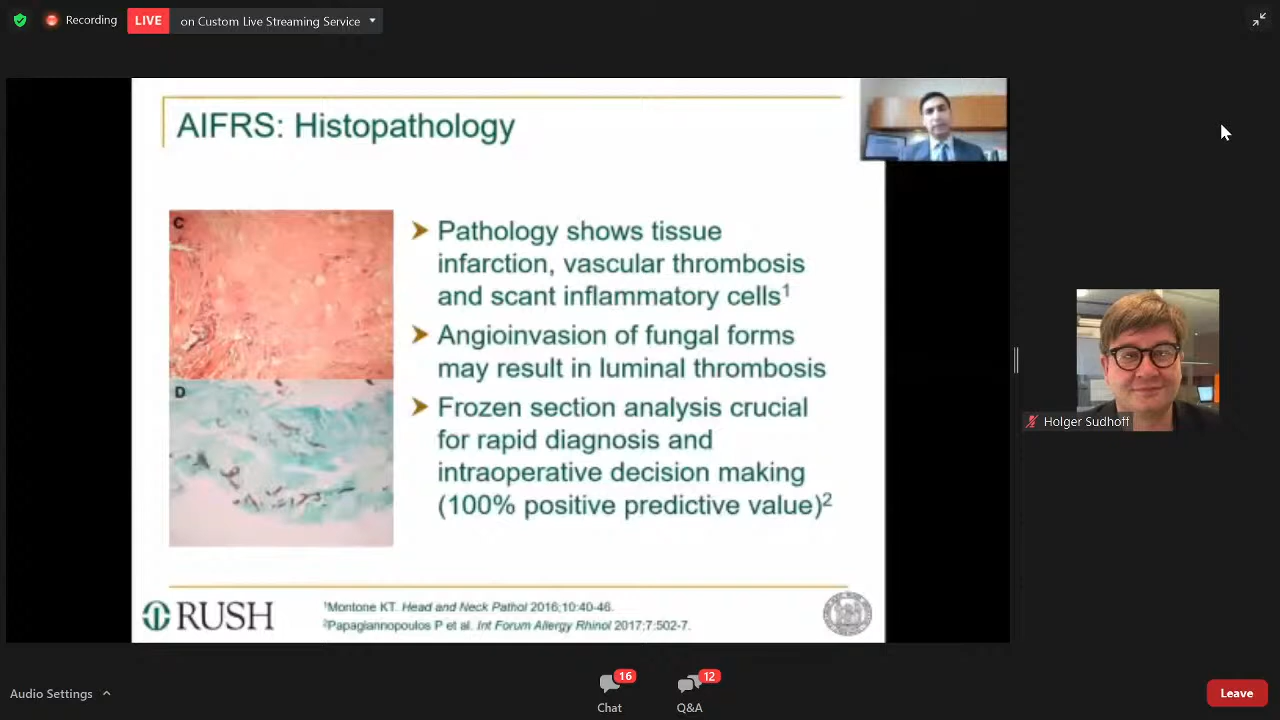 Recording
LIVE
on Custom Live Streaming Service
AIFRS: Histopathology
C
D
➤ Pathology shows tissue
infarction, vascular thrombosis
and scant inflammatory cells¹
➤ Angioinvasion of fungal forms
may result in luminal thrombosis
➤ Frozen section analysis crucial
for rapid diagnosis and
intraoperative decision making
(100% positive predictive value)²
RUSH
¹Montone KT. Head and Neck Pathol 2016;10:40-46.
²Papagiannopoulos P et al. Int Forum Allergy Rhinol 2017;7:502-7.
Holger Sudhoff
Audio Settings
16
Chat
12
Q&A
Leave